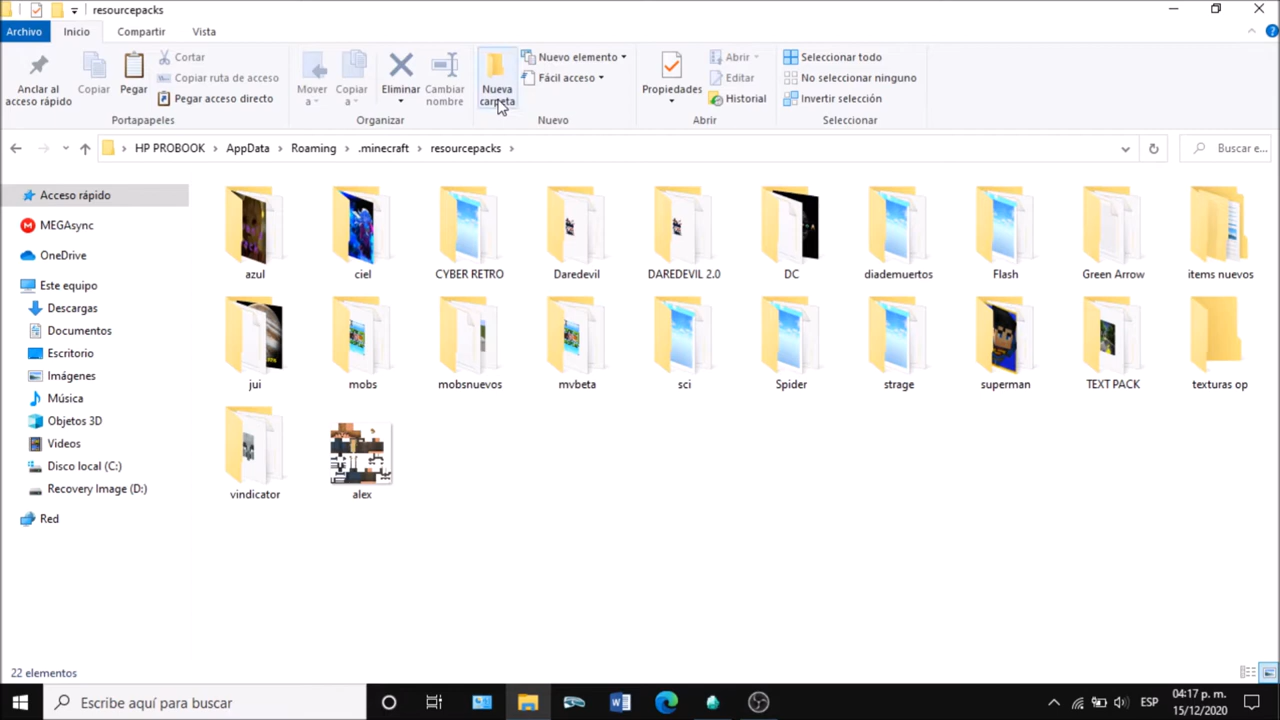 resourcepacks
Archivo Inicio Compartir Vista
Anclar al acceso rápido
Copiar
Pegar
Cortar
Copiar ruta de acceso
Pegar acceso directo
Portapapeles
Mover a
Copiar a
Eliminar
Cambiar nombre
Organizar
Nueva carpeta
Nuevo elemento
Fácil acceso
Nuevo
Propiedades
Abrir
Editar
Historial
Abrir
Seleccionar todo
No seleccionar ninguno
Invertir selección
Seleccionar
HP PROBOOK > AppData > Roaming > .minecraft > resourcepacks >
Buscar e...
Acceso rápido
MEGAsync
OneDrive
Este equipo
Descargas
Documentos
Escritorio
Imágenes
Música
Objetos 3D
Videos
Disco local (C:)
Recovery Image (D:)
Red
azul ciel CYBER RETRO Daredevil DAREDEVIL 2.0 DC diademuertos Flash Green Arrow items nuevos
jui mobs mobsnuevos mvbeta sci Spider strage superman TEXT PACK texturas op
vindicator alex
22 elementos
Escribe aquí para buscar
ESP
04:17 p. m.
15/12/2020